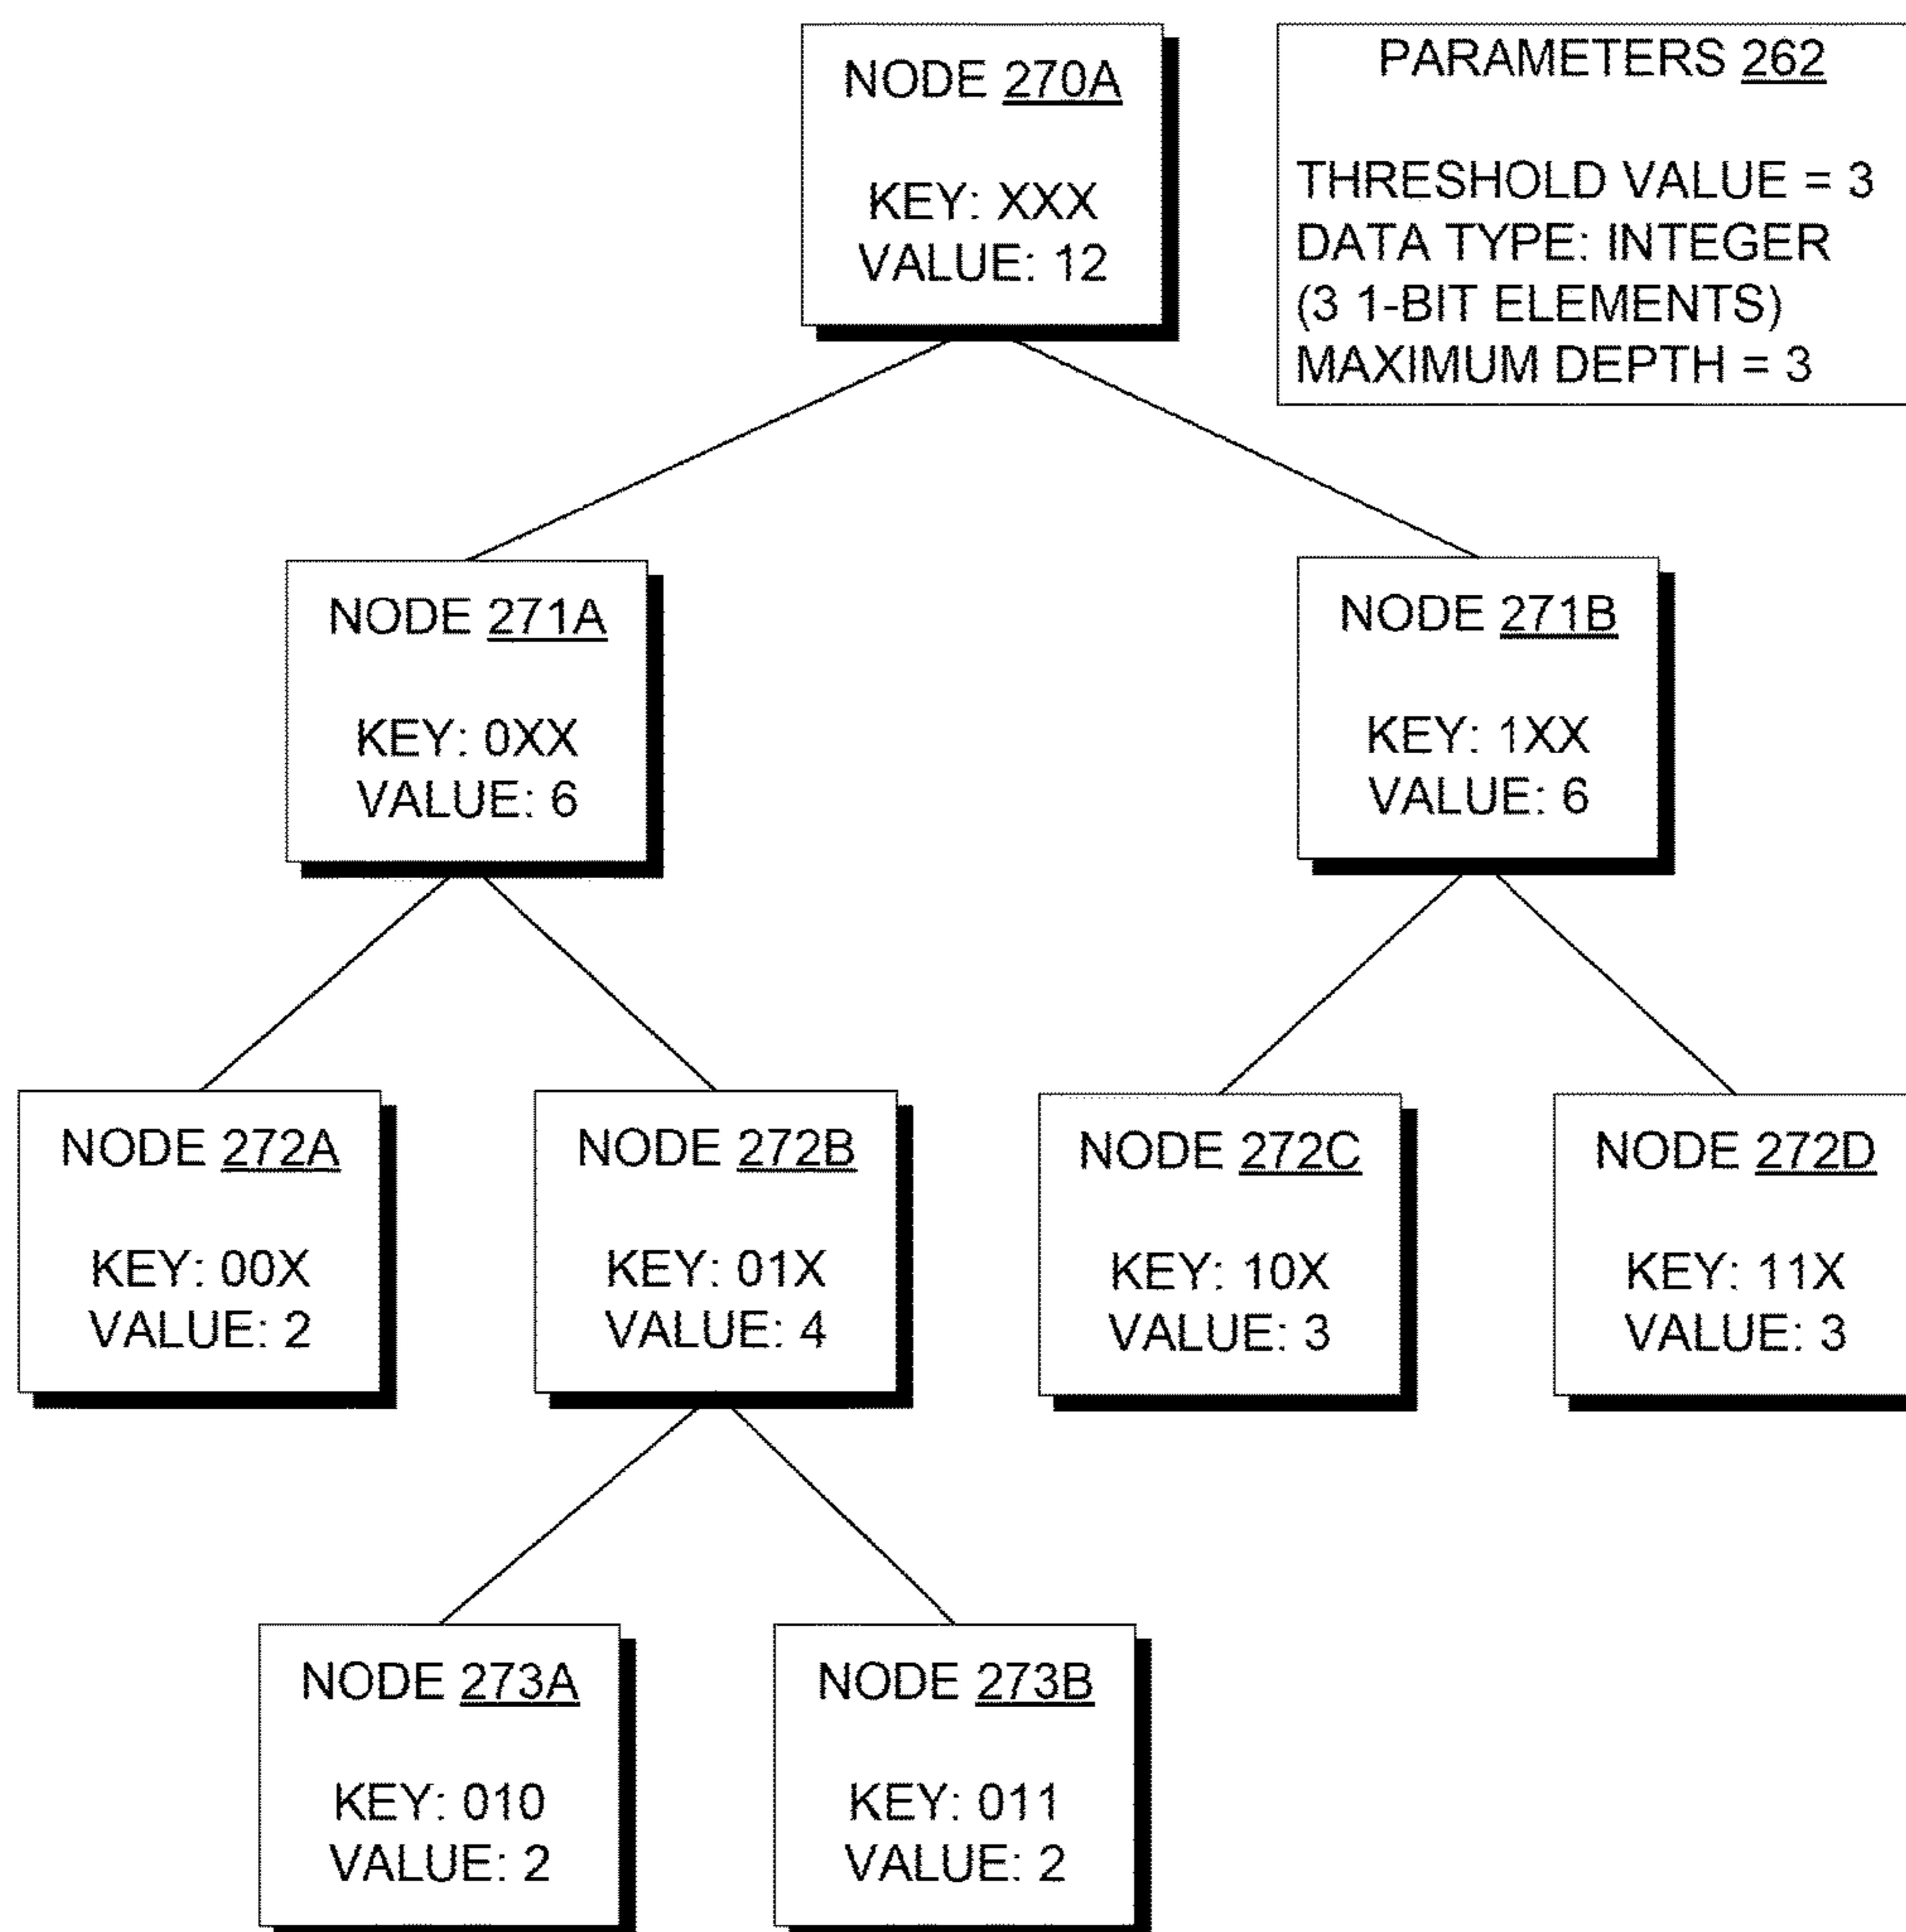 NODE 270A
KEY: XXX
VALUE: 12
PARAMETERS 262
THRESHOLD VALUE = 3
DATA TYPE: INTEGER
(3 1-BIT ELEMENTS)
MAXIMUM DEPTH = 3
NODE 271A
KEY: 0XX
VALUE: 6
NODE 271B
KEY: 1XX
VALUE: 6
NODE 272A
KEY: 00X
VALUE: 2
NODE 272B
KEY: 01X
VALUE: 4
NODE 272C
KEY: 10X
VALUE: 3
NODE 272D
KEY: 11X
VALUE: 3
NODE 273A
KEY: 010
VALUE: 2
NODE 273B
KEY: 011
VALUE: 2